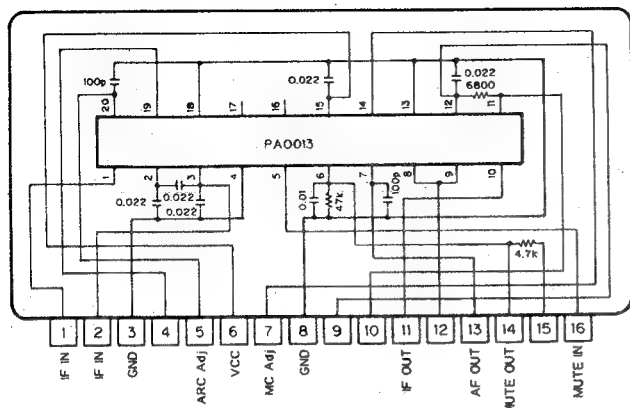 100p
0.022
0.022
6800
20 19 18 17 16 15 14 13 12 11
PA0013
1 2 3 4 5 6 7 8 9 10
0.022
0.022
0.022
0.01
4.7k
100p
4.7k
1 2 3 4 5 6 7 8 9 10 11 12 13 14 15 16
IF IN
IF IN
GND
ARC Adj
VCC
MC Adj
GND
IF OUT
AF OUT
MUTE OUT
MUTE IN